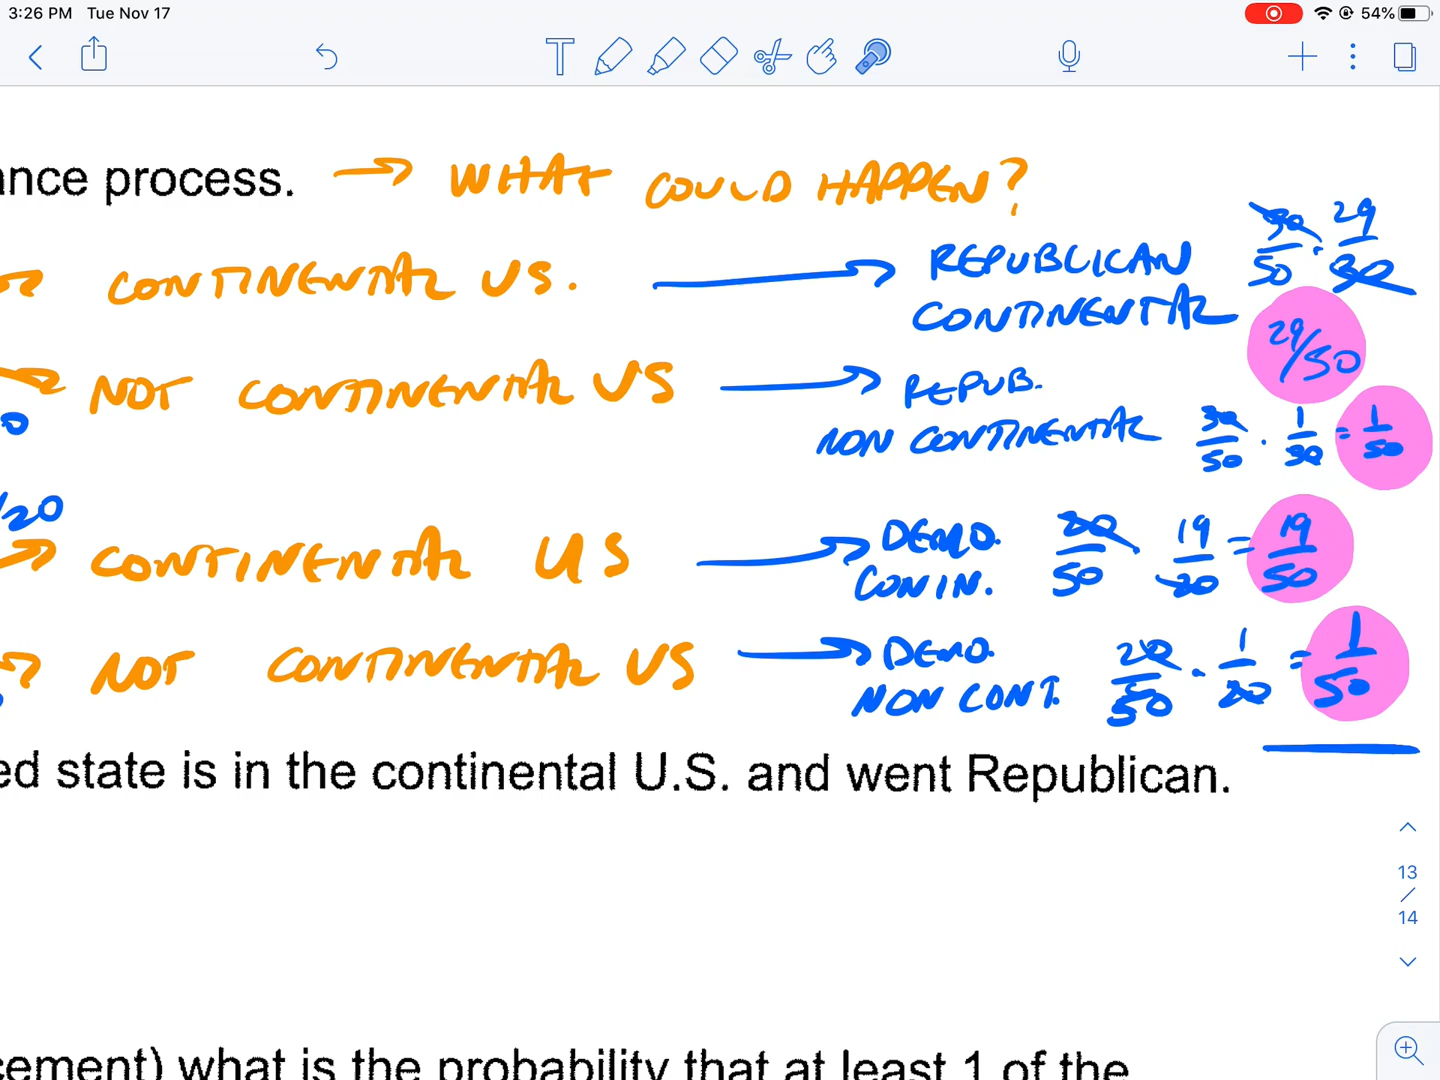 3:26 PM Tue Nov 17
54%
T
ance process. → WHAT COULD HAPPEN?
CONTINENTAL US. → REPUBLICAN CONTINENTAL 30/50 · 29/30
29/50
NOT CONTINENTAL US → REPUB.
NON CONTINENTAL 30/50 · 1/30 = 1/50
0
/20
CONTINENTAL US → DEMO. CONIN. 20/50 19/20 = 19/50
NOT CONTINENTAL US → DEMO. NON CONT. 20/50 · 1/20 = 1/50
ed state is in the continental U.S. and went Republican.
13
/
14
cement) what is the probability that at least 1 of the